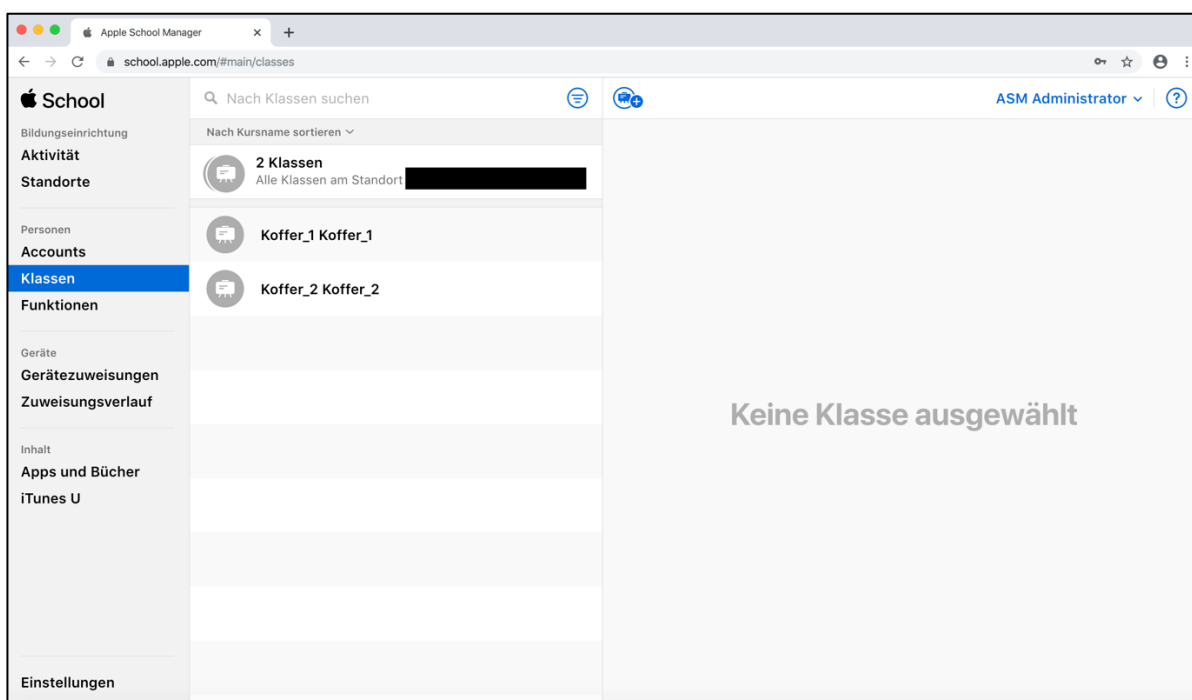 Apple School Manager
school.apple.com/#main/classes
School
Nach Klassen suchen
ASM Administrator
?
Bildungseinrichtung
Aktivität
Standorte
Personen
Accounts
Klassen
Funktionen
Geräte
Gerätezuweisungen
Zuweisungsverlauf
Inhalt
Apps und Bücher
iTunes U
Einstellungen
Nach Kursname sortieren
2 Klassen
Alle Klassen am Standort
Koffer_1 Koffer_1
Koffer_2 Koffer_2
Keine Klasse ausgewählt